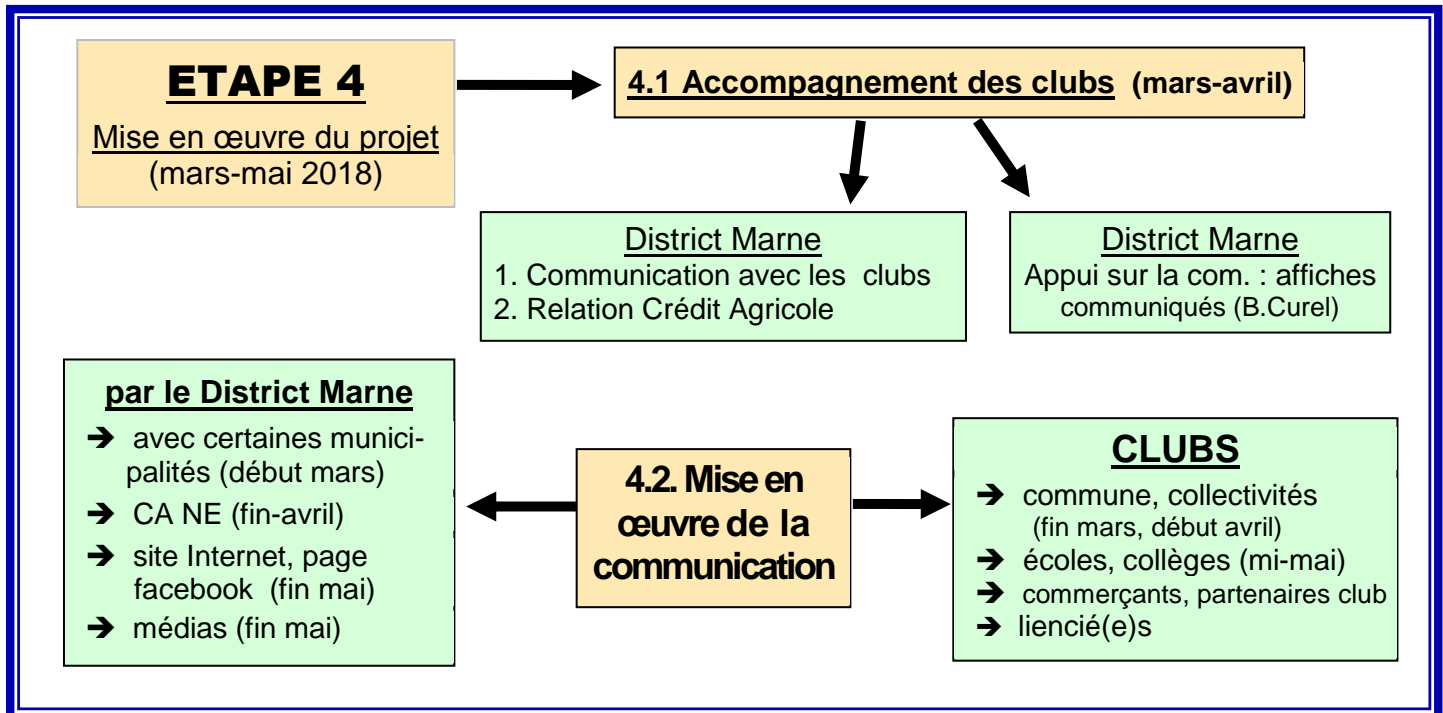 ETAPE 4
Mise en œuvre du projet
(mars-mai 2018)
4.1 Accompagnement des clubs (mars-avril)
District Marne
1. Communication avec les clubs
2. Relation Crédit Agricole
District Marne
Appui sur la com. : affiches
communiqués (B.Curel)
par le District Marne
➔ avec certaines munici-
palités (début mars)
➔ CA NE (fin-avril)
➔ site Internet, page
facebook (fin mai)
➔ médias (fin mai)
4.2. Mise en
œuvre de la
communication
CLUBS
➔ commune, collectivités
(fin mars, début avril)
➔ écoles, collèges (mi-mai)
➔ commerçants, partenaires club
➔ liencié(e)s